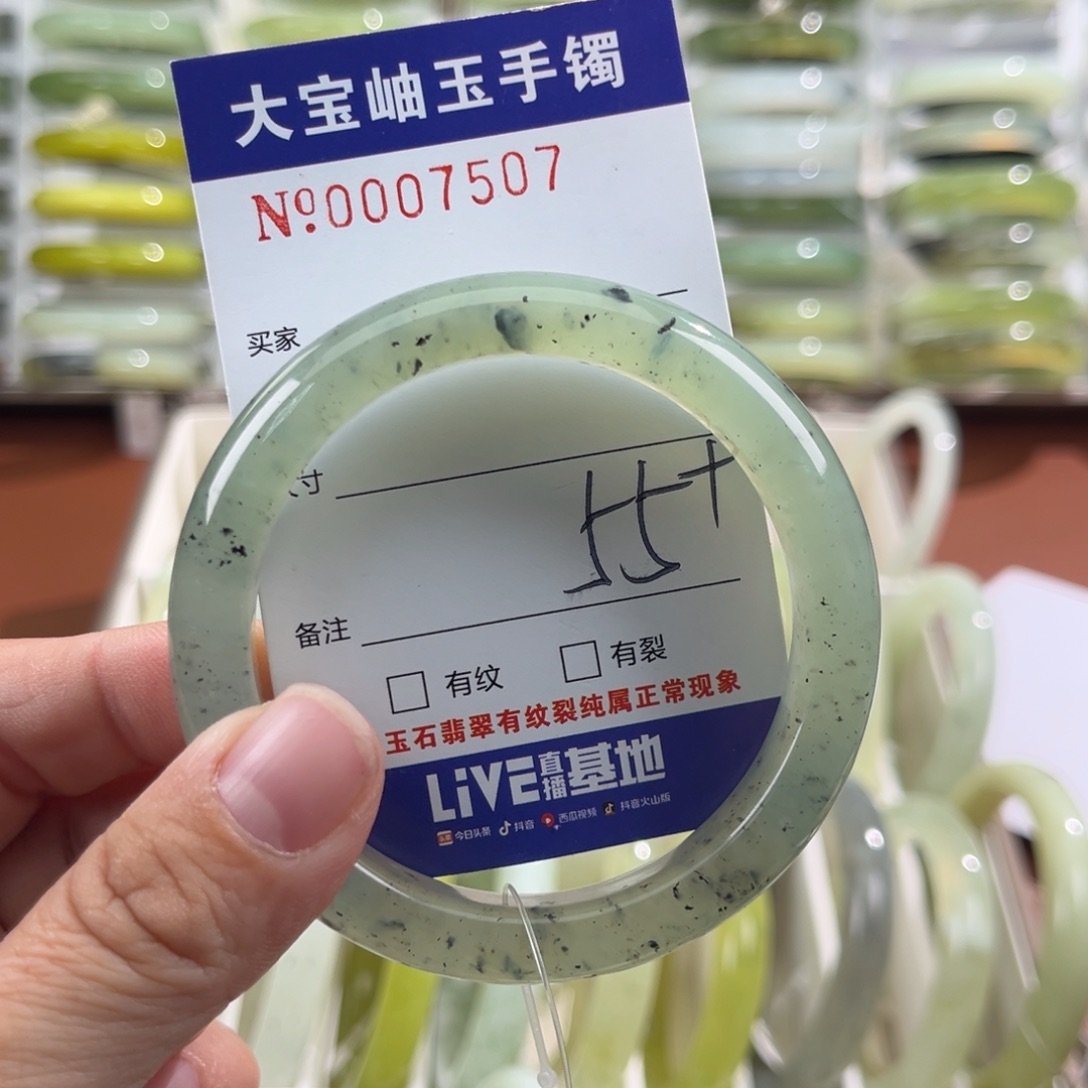 大宝岫玉手镯
No.0007507
买家
寸
55+
备注
□ 有纹 □ 有裂
玉石翡翠有纹裂纯属正常现象
LiVE直播基地
今日头条 抖音 西瓜视频 抖音火山版